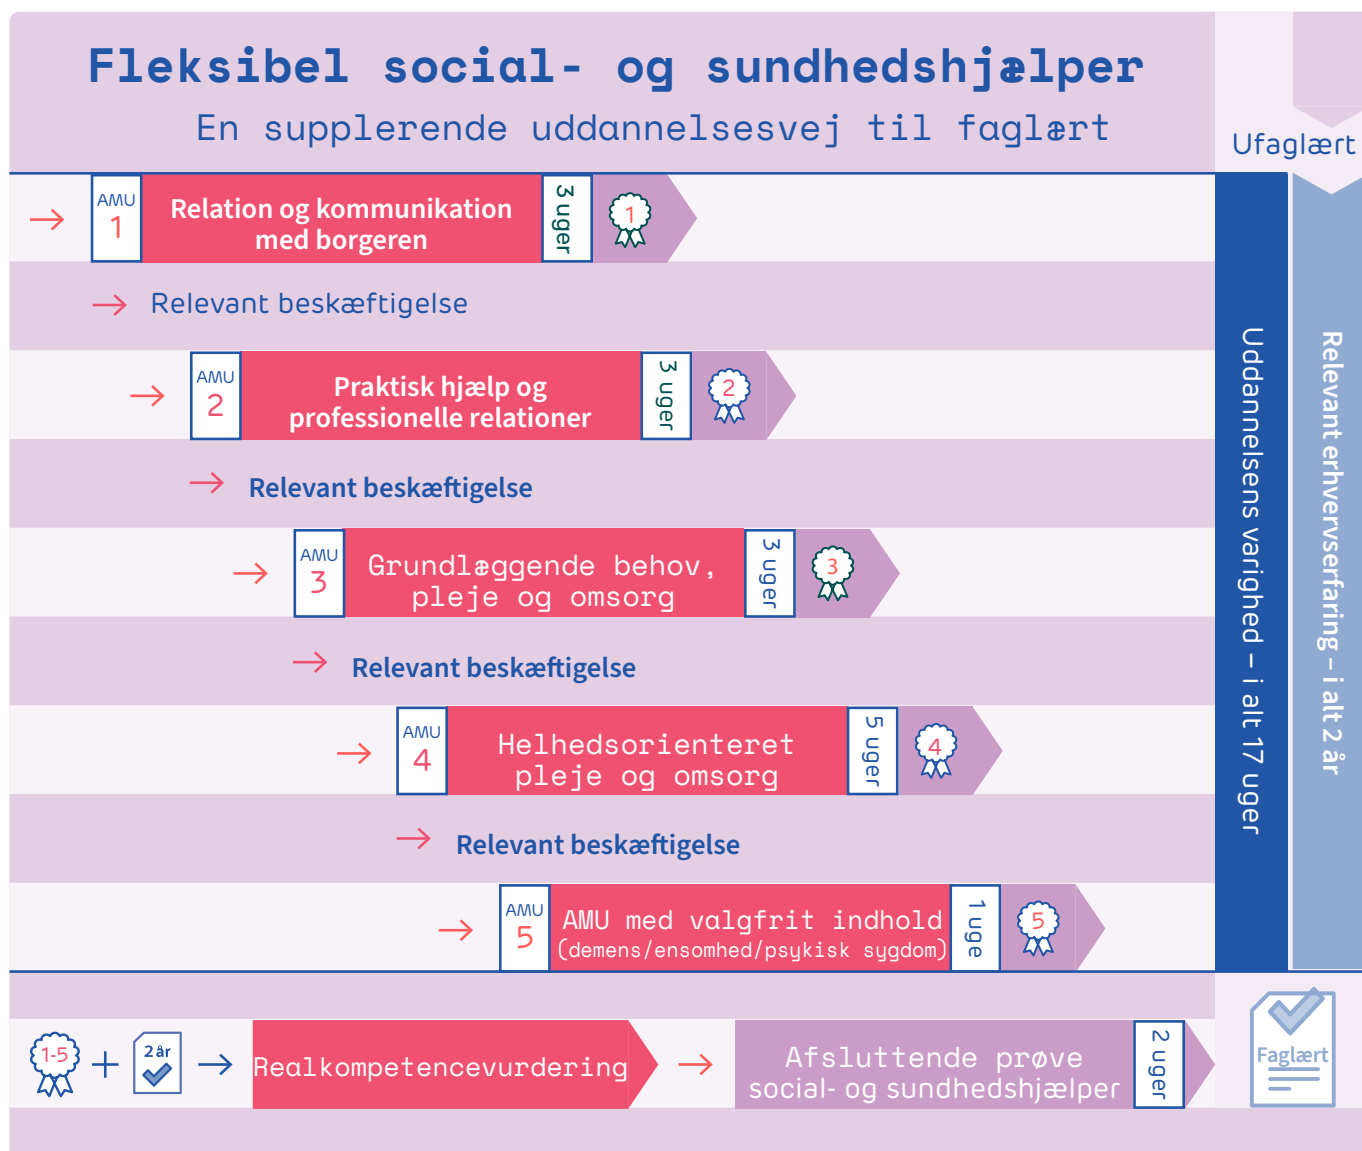 Fleksibel social- og sundhedshjælper
En supplerende uddannelsesvej til faglært
Ufaglært
AMU
1
Relation og kommunikation
med borgeren
3 uger
1
Relevant beskæftigelse
AMU
2
Praktisk hjælp og
professionelle relationer
3 uger
2
Relevant beskæftigelse
AMU
3
Grundlæggende behov,
pleje og omsorg
3 uger
3
Relevant beskæftigelse
AMU
4
Helhedsorienteret
pleje og omsorg
5 uger
4
Relevant beskæftigelse
AMU
5
AMU med valgfrit indhold
(demens/ensomhed/psykisk sygdom)
1 uge
5
Uddannelsens varighed – i alt 17 uger
Relevant erhvervserfaring – i alt 2 år
1-5
+
2 år
Realkompetencevurdering
Afsluttende prøve
social- og sundhedshjælper
2 uger
Faglært